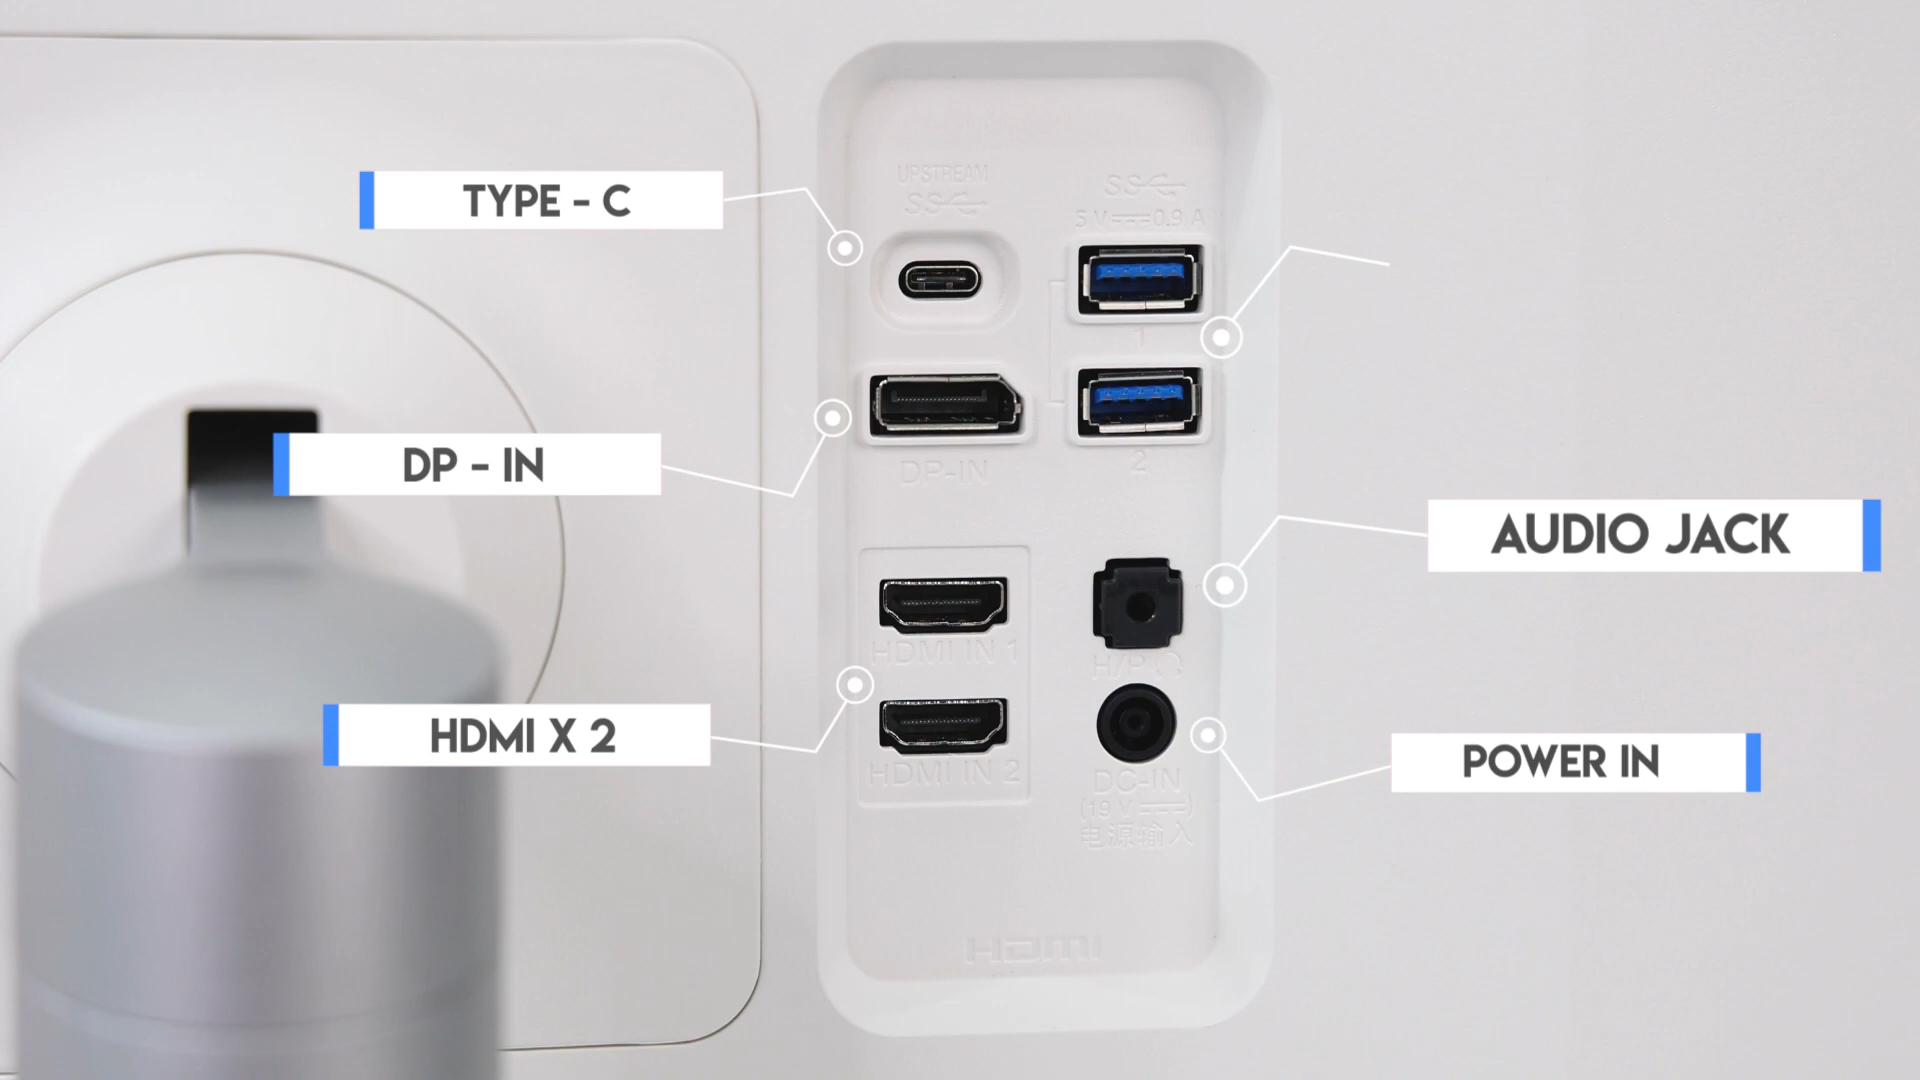 TYPE - C
UPSTREAM
SS
SS
5 V 0.9 A
1
DP - IN
DP-IN
2
AUDIO JACK
HDMI IN 1
H/P
HDMI X 2
HDMI IN 2
POWER IN
DC-IN
(19 V )
电源输入
HDMI